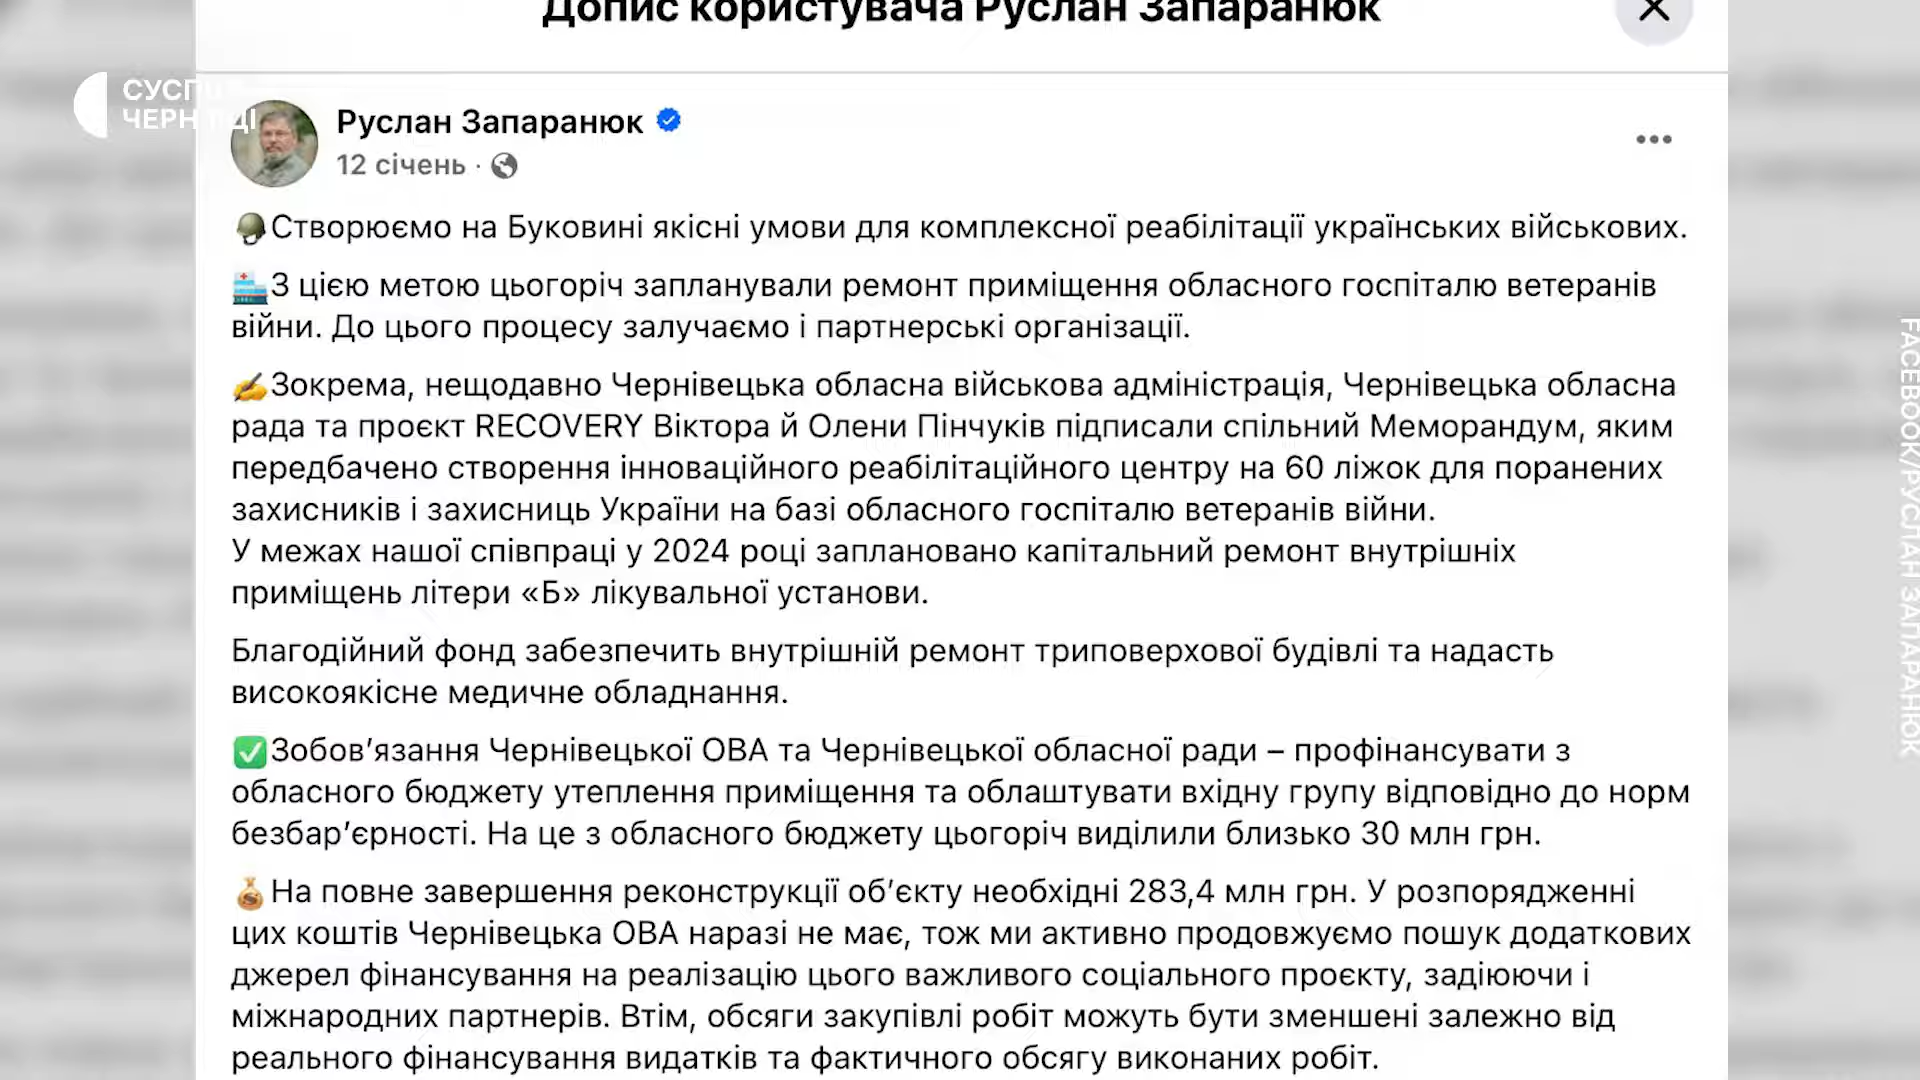 Допис користувача Руслан Запаранюк
СУСП
ЧЕРН ВЦІ
Руслан Запаранюк
12 січень ·
Створюємо на Буковині якісні умови для комплексної реабілітації українських військових.
З цією метою цьогоріч запланували ремонт приміщення обласного госпіталю ветеранів
війни. До цього процесу залучаємо і партнерські організації.
Зокрема, нещодавно Чернівецька обласна військова адміністрація, Чернівецька обласна
рада та проєкт RECOVERY Віктора й Олени Пінчуків підписали спільний Меморандум, яким
передбачено створення інноваційного реабілітаційного центру на 60 ліжок для поранених
захисників і захисниць України на базі обласного госпіталю ветеранів війни.
У межах нашої співпраці у 2024 році заплановано капітальний ремонт внутрішніх
приміщень літери «Б» лікувальної установи.
Благодійний фонд забезпечить внутрішній ремонт триповерхової будівлі та надасть
високоякісне медичне обладнання.
Зобов’язання Чернівецької ОВА та Чернівецької обласної ради – профінансувати з
обласного бюджету утеплення приміщення та облаштувати вхідну групу відповідно до норм
безбар’єрності. На це з обласного бюджету цьогоріч виділили близько 30 млн грн.
На повне завершення реконструкції об’єкту необхідні 283,4 млн грн. У розпорядженні
цих коштів Чернівецька ОВА наразі не має, тож ми активно продовжуємо пошук додаткових
джерел фінансування на реалізацію цього важливого соціального проєкту, задіюючи і
міжнародних партнерів. Втім, обсяги закупівлі робіт можуть бути зменшені залежно від
реального фінансування видатків та фактичного обсягу виконаних робіт.
FACEBOOK/РУСЛАН ЗАПАРАНЮК